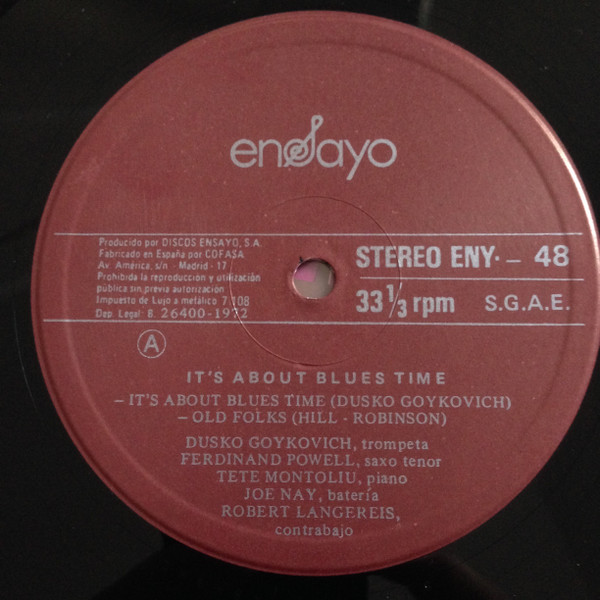 ensayo
Producido por DISCOS ENSAYO, S.A.
Fabricado en España por COFASA.
Av. América, s/n - Madrid - 17
Prohibida la reproducción y utilización
pública sin previa autorización
Impuesto de Lujo a metálico 7.108
Dep. Legal: B. 26400-1972
STEREO ENY· – 48
33 1/3 rpm S.G.A.E.
A
IT'S ABOUT BLUES TIME
– IT'S ABOUT BLUES TIME (DUSKO GOYKOVICH)
– OLD FOLKS (HILL - ROBINSON)
DUSKO GOYKOVICH, trompeta
FERDINAND POWELL, saxo tenor
TETE MONTOLIU, piano
JOE NAY, batería
ROBERT LANGEREIS,
contrabajo